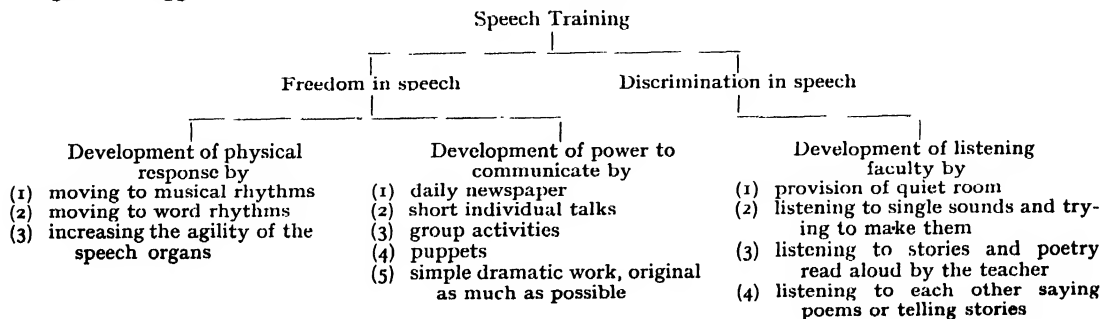 Speech Training
Freedom in speech
Discrimination in speech
Development of physical
response by
(1) moving to musical rhythms
(2) moving to word rhythms
(3) increasing the agility of the
speech organs
Development of power to
communicate by
(1) daily newspaper
(2) short individual talks
(3) group activities
(4) puppets
(5) simple dramatic work, original
as much as possible
Development of listening
faculty by
(1) provision of quiet room
(2) listening to single sounds and try-
ing to make them
(3) listening to stories and poetry
read aloud by the teacher
(4) listening to each other saying
poems or telling stories